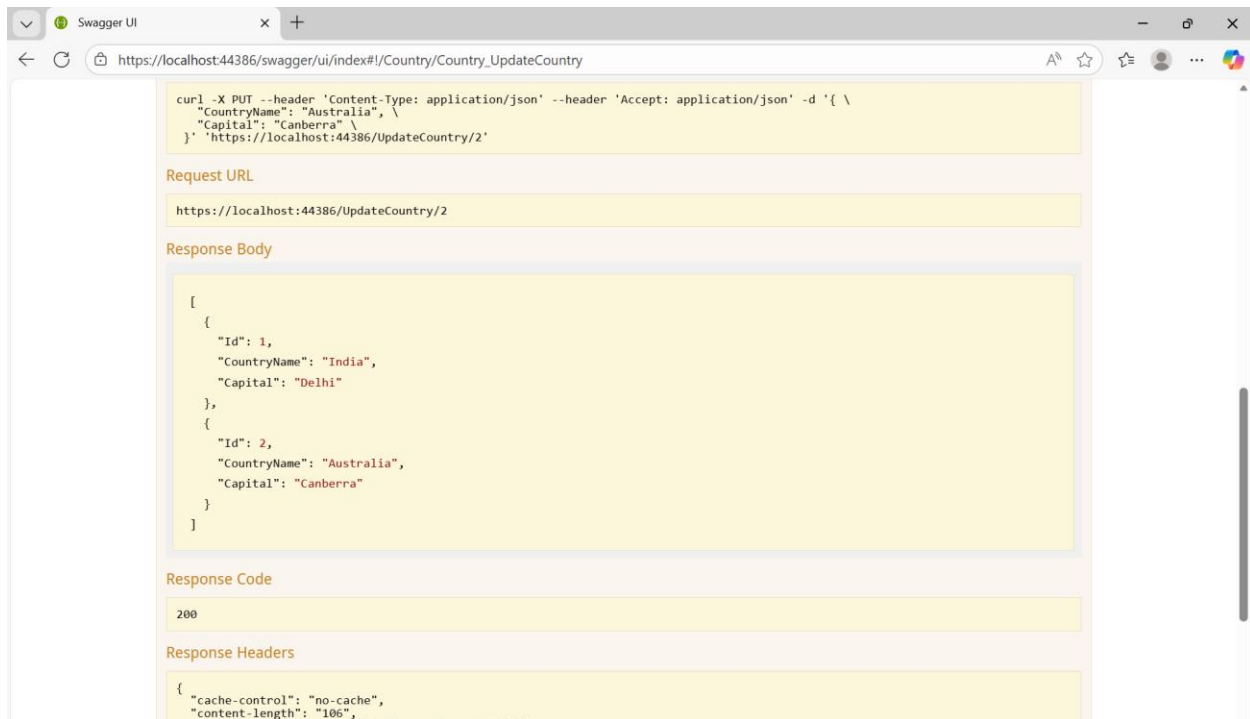 Swagger UI
https://localhost:44386/swagger/ui/index#!/Country/Country_UpdateCountry
curl -X PUT --header 'Content-Type: application/json' --header 'Accept: application/json' -d '{ \
"CountryName": "Australia", \
"Capital": "Canberra" \
}' 'https://localhost:44386/UpdateCountry/2'
Request URL
https://localhost:44386/UpdateCountry/2
Response Body
[
{
"Id": 1,
"CountryName": "India",
"Capital": "Delhi"
},
{
"Id": 2,
"CountryName": "Australia",
"Capital": "Canberra"
}
]
Response Code
200
Response Headers
{
"cache-control": "no-cache",
"content-length": "106",